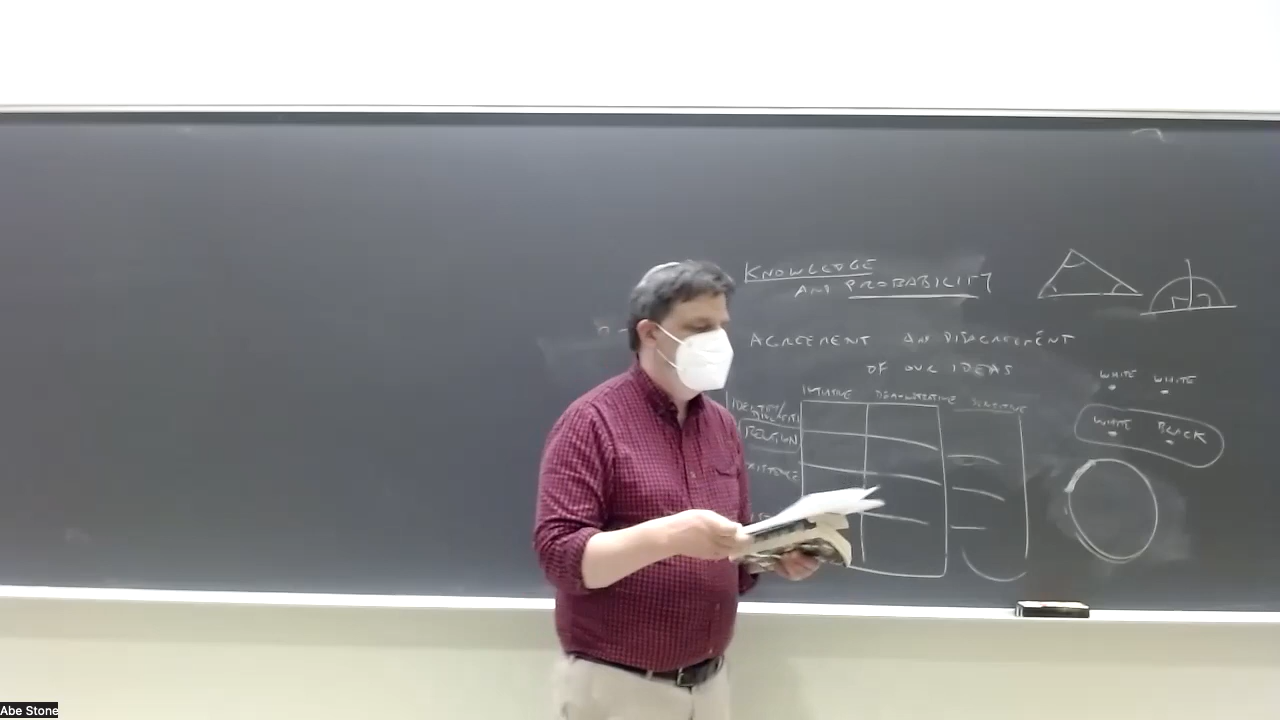 KNOWLEDGE
AND PROBABILITY
AGREEMENT AND DISAGREEMENT
OF OUR IDEAS
INTUITIVE DEMONSTRATIVE SENSITIVE
IDENTITY/
RELATION
WHITE WHITE
WHITE BLACK
Abe Stone